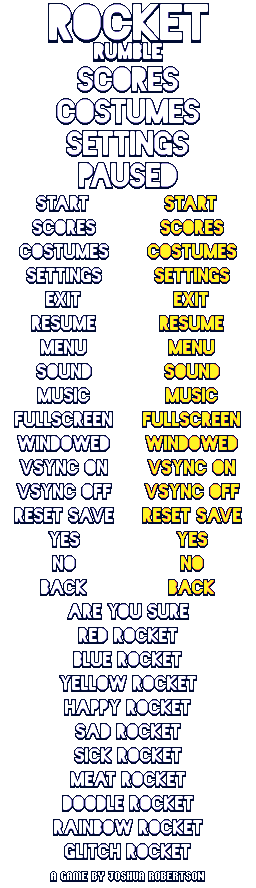 ROCKET
RUMBLE
SCORES
COSTUMES
SETTINGS
PAUSED
START START
SCORES SCORES
COSTUMES COSTUMES
SETTINGS SETTINGS
EXIT EXIT
RESUME RESUME
MENU MENU
SOUND SOUND
MUSIC MUSIC
FULLSCREEN FULLSCREEN
WINDOWED WINDOWED
VSYNC ON VSYNC ON
VSYNC OFF VSYNC OFF
RESET SAVE RESET SAVE
YES YES
NO NO
BACK BACK
ARE YOU SURE
RED ROCKET
BLUE ROCKET
YELLOW ROCKET
HAPPY ROCKET
SAD ROCKET
SICK ROCKET
MEAT ROCKET
DOODLE ROCKET
RAINBOW ROCKET
GLITCH ROCKET
A GAME BY JOSHUA ROBERTSON